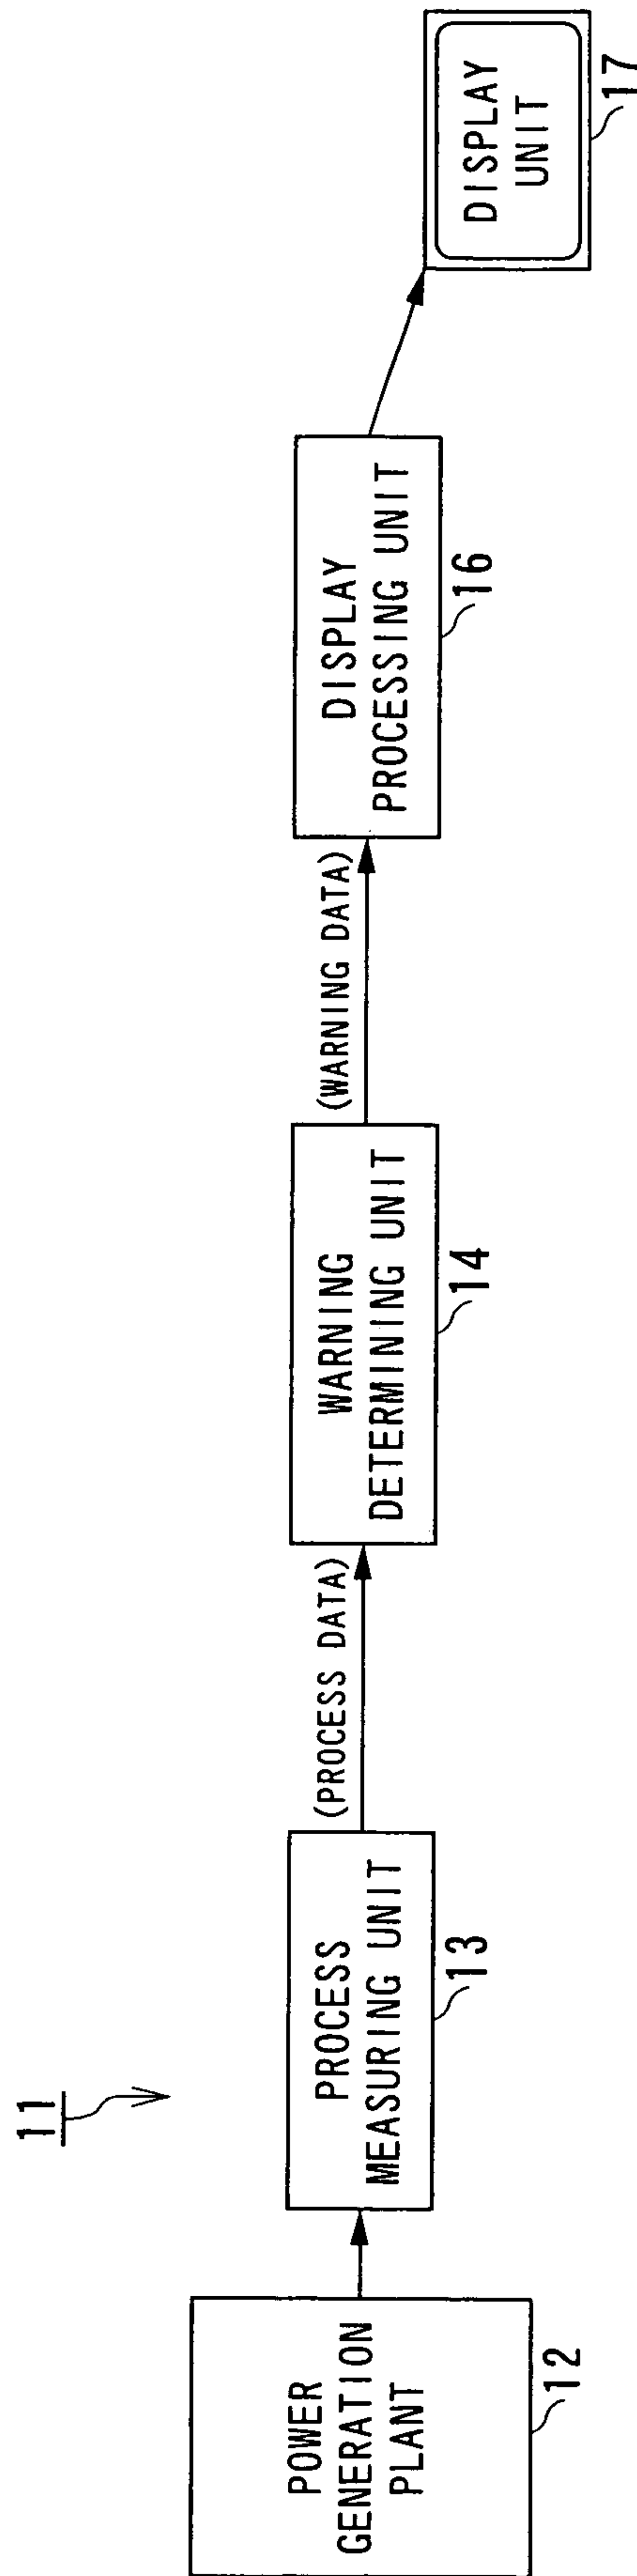 11
POWER
GENERATION
PLANT
12
PROCESS
MEASURING UNIT
13
(PROCESS DATA)
WARNING
DETERMINING UNIT
14
(WARNING DATA)
DISPLAY
PROCESSING UNIT
16
DISPLAY
UNIT
17